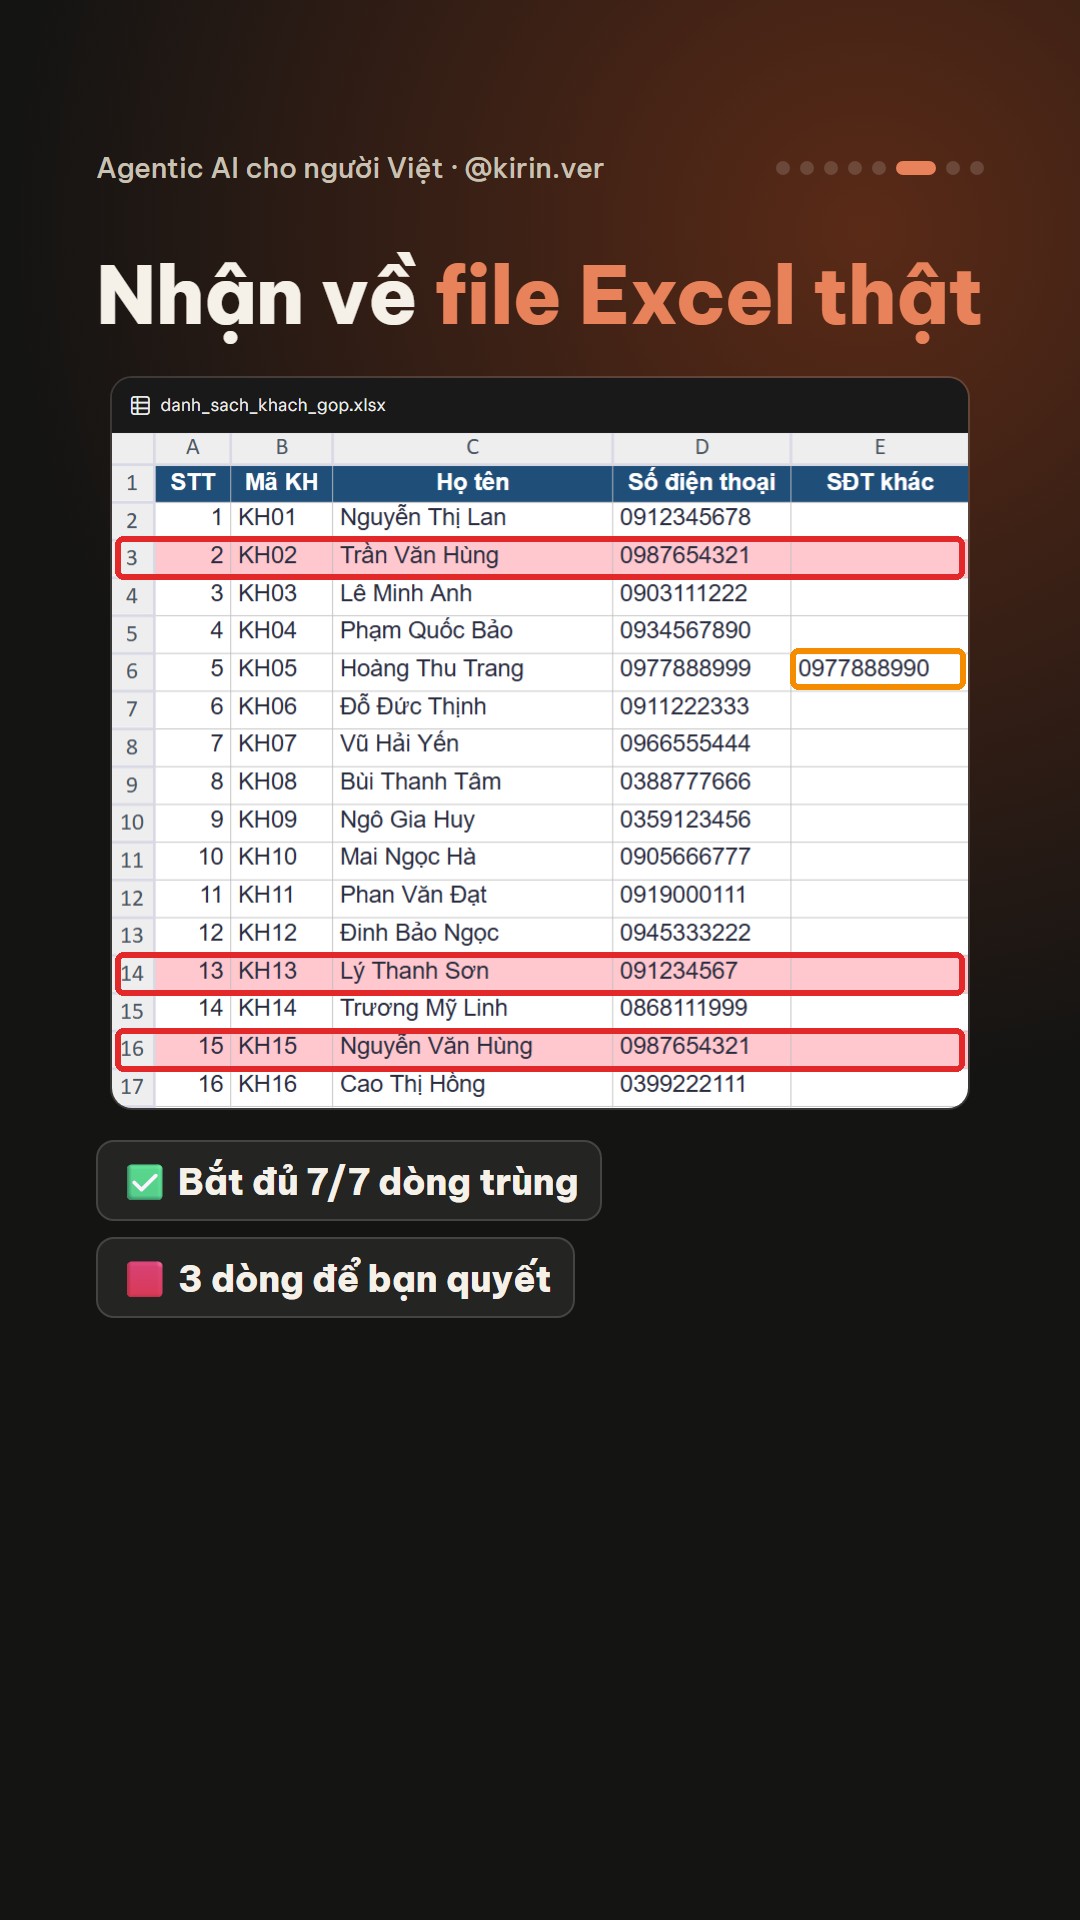 Agentic AI cho người Việt · @kirin.ver
Nhận về file Excel thật
danh_sach_khach_gop.xlsx
A B C D E
1 STT Mã KH Họ tên Số điện thoại SĐT khác
2 1 KH01 Nguyễn Thị Lan 0912345678
3 2 KH02 Trần Văn Hùng 0987654321
4 3 KH03 Lê Minh Anh 0903111222
5 4 KH04 Phạm Quốc Bảo 0934567890
6 5 KH05 Hoàng Thu Trang 0977888999 0977888990
7 6 KH06 Đỗ Đức Thịnh 0911222333
8 7 KH07 Vũ Hải Yến 0966555444
9 8 KH08 Bùi Thanh Tâm 0388777666
10 9 KH09 Ngô Gia Huy 0359123456
11 10 KH10 Mai Ngọc Hà 0905666777
12 11 KH11 Phan Văn Đạt 0919000111
13 12 KH12 Đinh Bảo Ngọc 0945333222
14 13 KH13 Lý Thanh Sơn 091234567
15 14 KH14 Trương Mỹ Linh 0868111999
16 15 KH15 Nguyễn Văn Hùng 0987654321
17 16 KH16 Cao Thị Hồng 0399222111
Bắt đủ 7/7 dòng trùng
3 dòng để bạn quyết